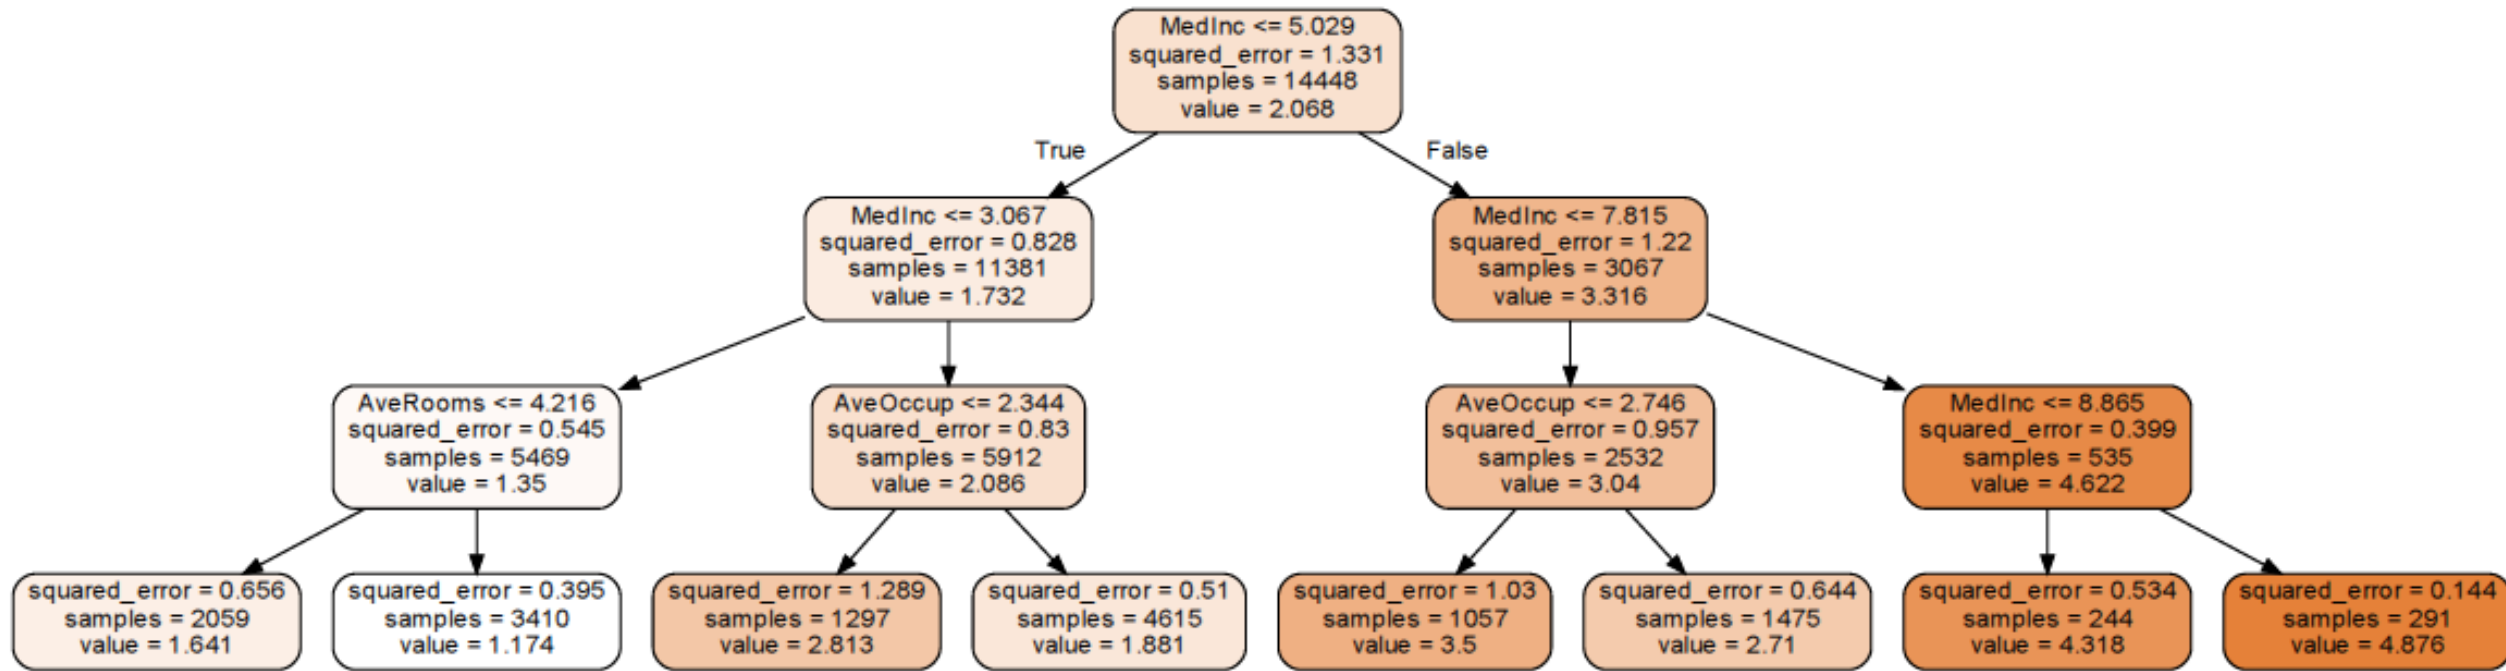 MedInc <= 5.029
squared_error = 1.331
samples = 14448
value = 2.068
True
False
MedInc <= 3.067
squared_error = 0.828
samples = 11381
value = 1.732
MedInc <= 7.815
squared_error = 1.22
samples = 3067
value = 3.316
AveRooms <= 4.216
squared_error = 0.545
samples = 5469
value = 1.35
AveOccup <= 2.344
squared_error = 0.83
samples = 5912
value = 2.086
AveOccup <= 2.746
squared_error = 0.957
samples = 2532
value = 3.04
MedInc <= 8.865
squared_error = 0.399
samples = 535
value = 4.622
squared_error = 0.656
samples = 2059
value = 1.641
squared_error = 0.395
samples = 3410
value = 1.174
squared_error = 1.289
samples = 1297
value = 2.813
squared_error = 0.51
samples = 4615
value = 1.881
squared_error = 1.03
samples = 1057
value = 3.5
squared_error = 0.644
samples = 1475
value = 2.71
squared_error = 0.534
samples = 244
value = 4.318
squared_error = 0.144
samples = 291
value = 4.876